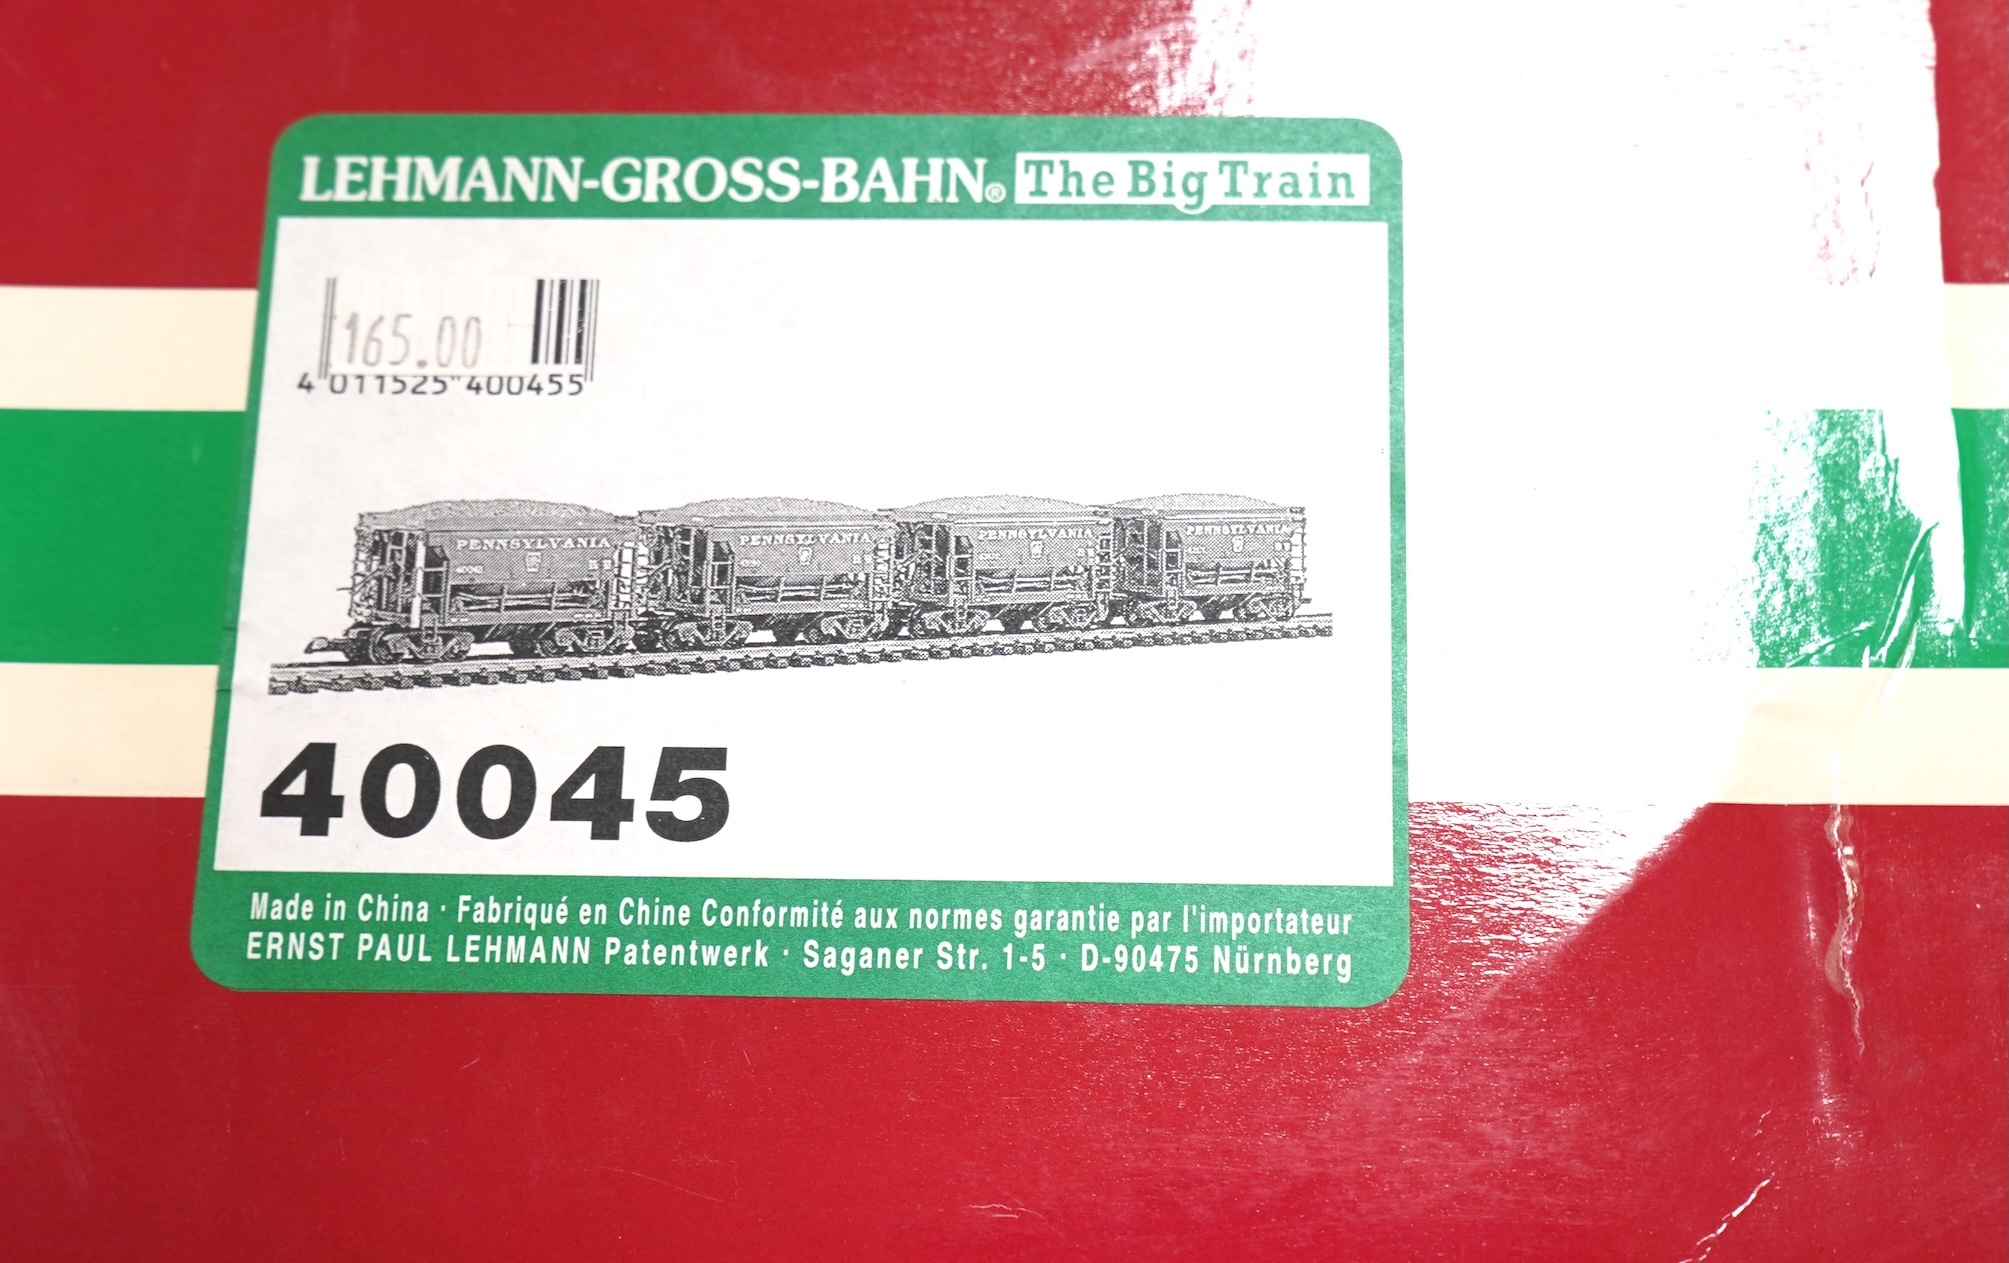 LEHMANN-GROSS-BAHN® The Big Train
165.00
4 011525 400455
PENNSYLVANIA PENNSYLVANIA PENNSYLVANIA PENNSYLVANIA
40045
Made in China · Fabriqué en Chine Conformité aux normes garantie par l'importateur
ERNST PAUL LEHMANN Patentwerk · Saganer Str. 1-5 · D-90475 Nürnberg